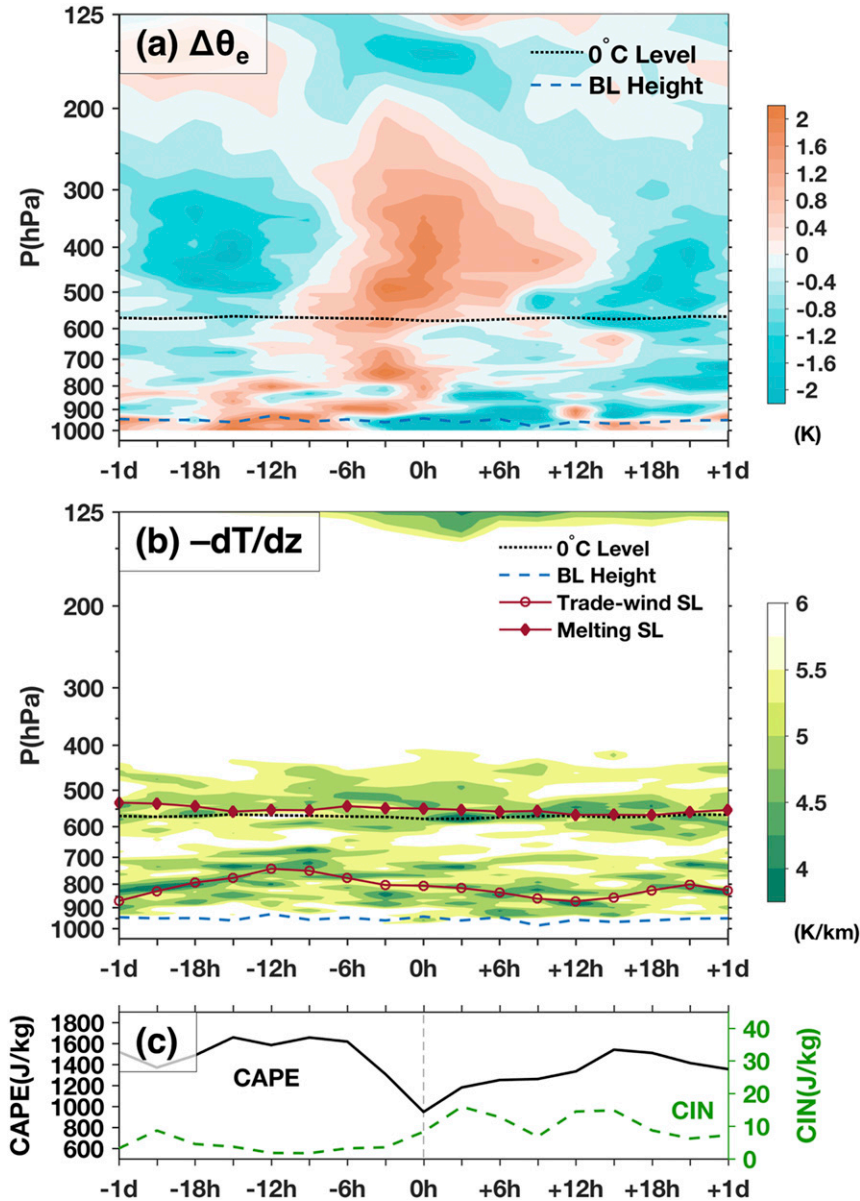 (a) Δθe
0°C Level
BL Height
P(hPa)
125
200
300
400
500
600
700
800
900
1000
-1d -18h -12h -6h 0h +6h +12h +18h +1d
2
1.6
1.2
0.8
0.4
0
-0.4
-0.8
-1.2
-1.6
-2
(K)
(b) −dT/dz
0°C Level
BL Height
Trade-wind SL
Melting SL
P(hPa)
125
200
300
400
500
600
700
800
900
1000
-1d -18h -12h -6h 0h +6h +12h +18h +1d
6
5.5
5
4.5
4
(K/km)
(c)
CAPE(J/kg)
1800
1600
1400
1200
1000
800
600
CAPE
CIN
40
30
20
10
0
CIN(J/kg)
-1d -18h -12h -6h 0h +6h +12h +18h +1d